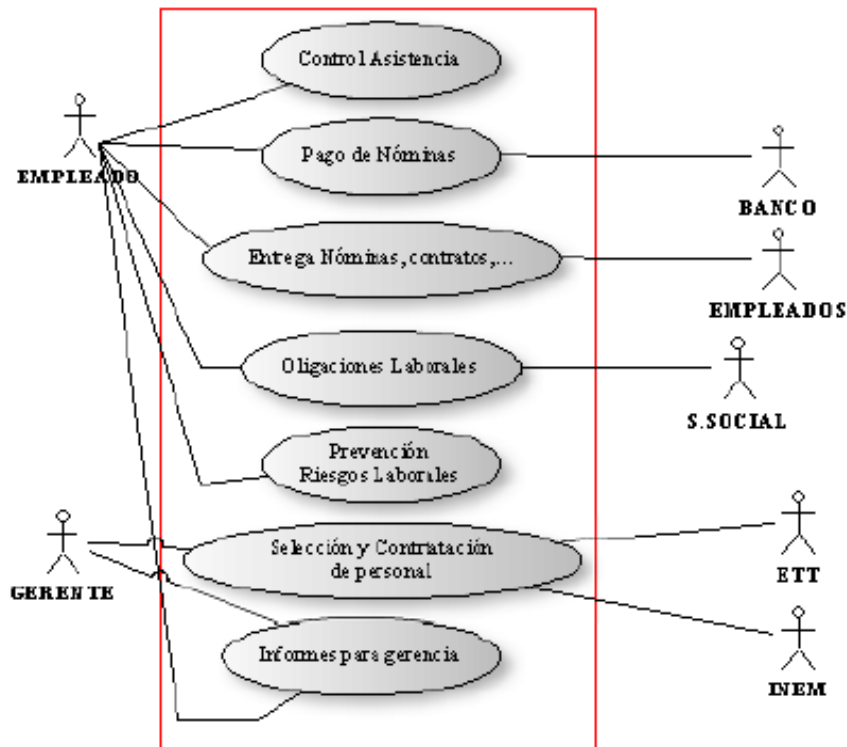 Control Asistencia
EMPLEADO
Pago de Nóminas
BANCO
Entrega Nóminas, contratos,...
EMPLEADOS
Oligaciones Laborales
S.SOCIAL
Prevención
Riesgos Laborales
GERENTE
Selección y Contratación
de personal
ETT
Informes para gerencia
INEM